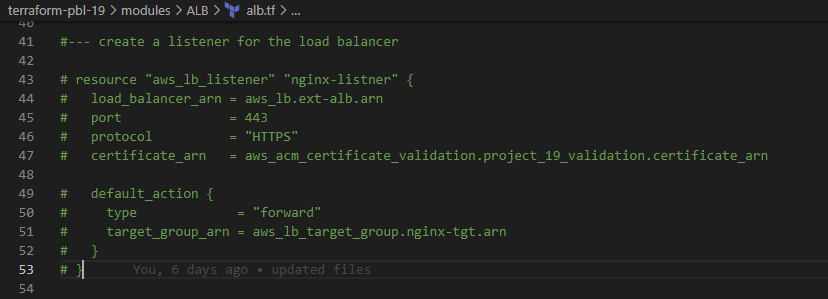 terraform-pbl-19 > modules > ALB > alb.tf > ...
40
41 #--- create a listener for the load balancer
42
43 # resource "aws_lb_listener" "nginx-listner" {
44 #   load_balancer_arn = aws_lb.ext-alb.arn
45 #   port              = 443
46 #   protocol          = "HTTPS"
47 #   certificate_arn   = aws_acm_certificate_validation.project_19_validation.certificate_arn
48
49 #   default_action {
50 #     type             = "forward"
51 #     target_group_arn = aws_lb_target_group.nginx-tgt.arn
52 #   }
53 # } You, 6 days ago • updated files
54